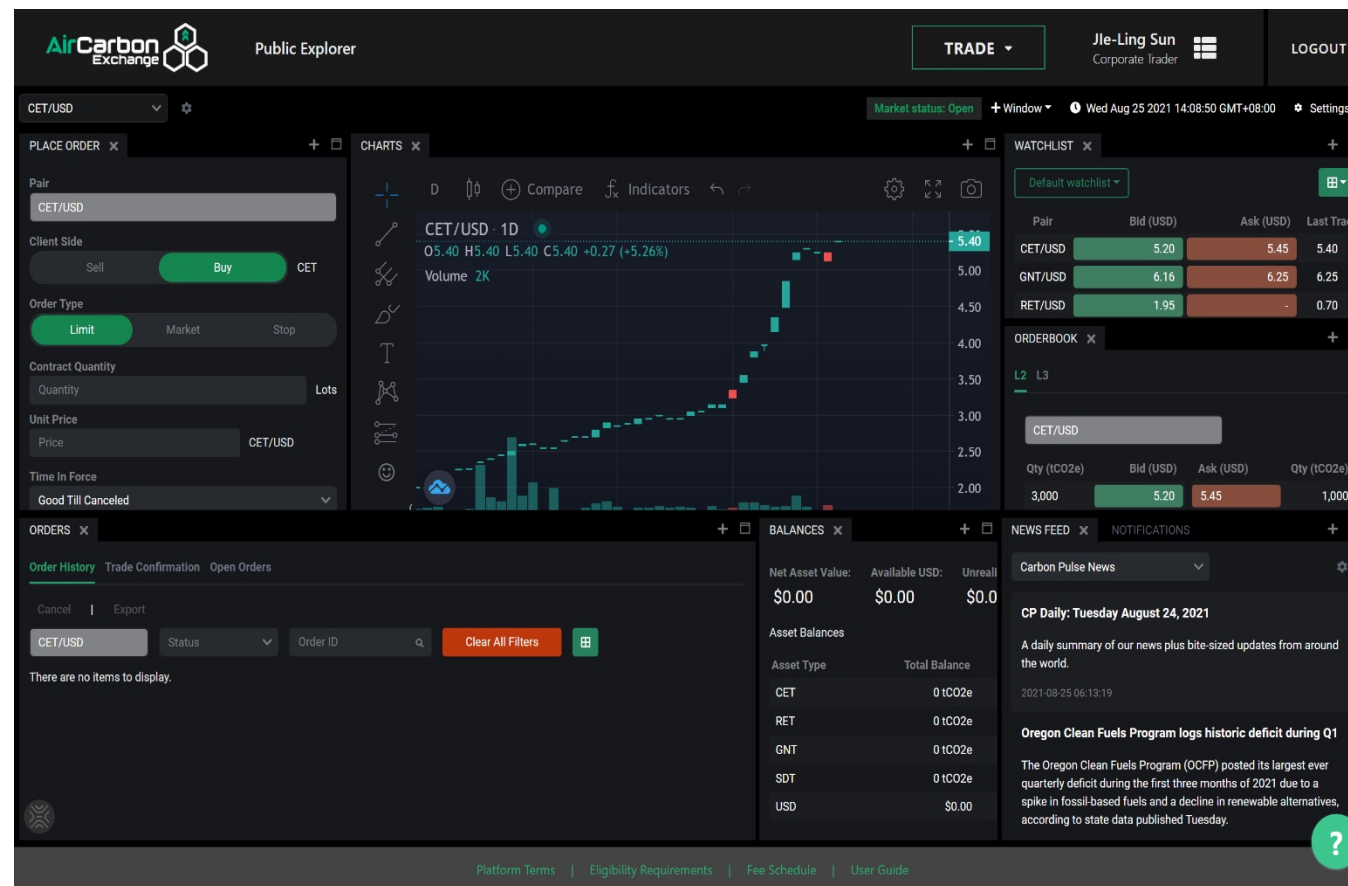 AirCarbon
Exchange
Public Explorer
TRADE
JIe-Ling Sun
Corporate Trader
LOGOUT
CET/USD
Market status: Open
+ Window
Wed Aug 25 2021 14:08:50 GMT+08:00
Settings
PLACE ORDER
Pair
CET/USD
Client Side
Sell Buy CET
Order Type
Limit Market Stop
Contract Quantity
Quantity Lots
Unit Price
Price CET/USD
Time In Force
Good Till Canceled
CHARTS
D Compare fx Indicators
CET/USD · 1D
O5.40 H5.40 L5.40 C5.40 +0.27 (+5.26%)
Volume 2K
5.40
5.00
4.50
4.00
3.50
3.00
2.50
2.00
WATCHLIST
Default watchlist
Pair Bid (USD) Ask (USD) Last Tra
CET/USD 5.20 5.45 5.40
GNT/USD 6.16 6.25 6.25
RET/USD 1.95 - 0.70
ORDERBOOK
L2 L3
CET/USD
Qty (tCO2e) Bid (USD) Ask (USD) Qty (tCO2e)
3,000 5.20 5.45 1,000
ORDERS
Order History Trade Confirmation Open Orders
Cancel | Export
CET/USD Status Order ID Clear All Filters
There are no items to display.
BALANCES
Net Asset Value: Available USD: Unreali
$0.00 $0.00 $0.0
Asset Balances
Asset Type Total Balance
CET 0 tCO2e
RET 0 tCO2e
GNT 0 tCO2e
SDT 0 tCO2e
USD $0.00
NEWS FEED NOTIFICATIONS
Carbon Pulse News
CP Daily: Tuesday August 24, 2021
A daily summary of our news plus bite-sized updates from around
the world.
2021-08-25 06:13:19
Oregon Clean Fuels Program logs historic deficit during Q1
The Oregon Clean Fuels Program (OCFP) posted its largest ever
quarterly deficit during the first three months of 2021 due to a
spike in fossil-based fuels and a decline in renewable alternatives,
according to state data published Tuesday.
?
Platform Terms | Eligibility Requirements | Fee Schedule | User Guide